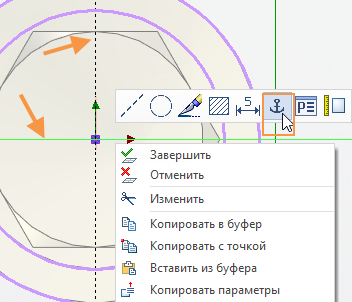 5
Завершить
Отменить
Изменить
Копировать в буфер
Копировать с точкой
Вставить из буфера
Копировать параметры